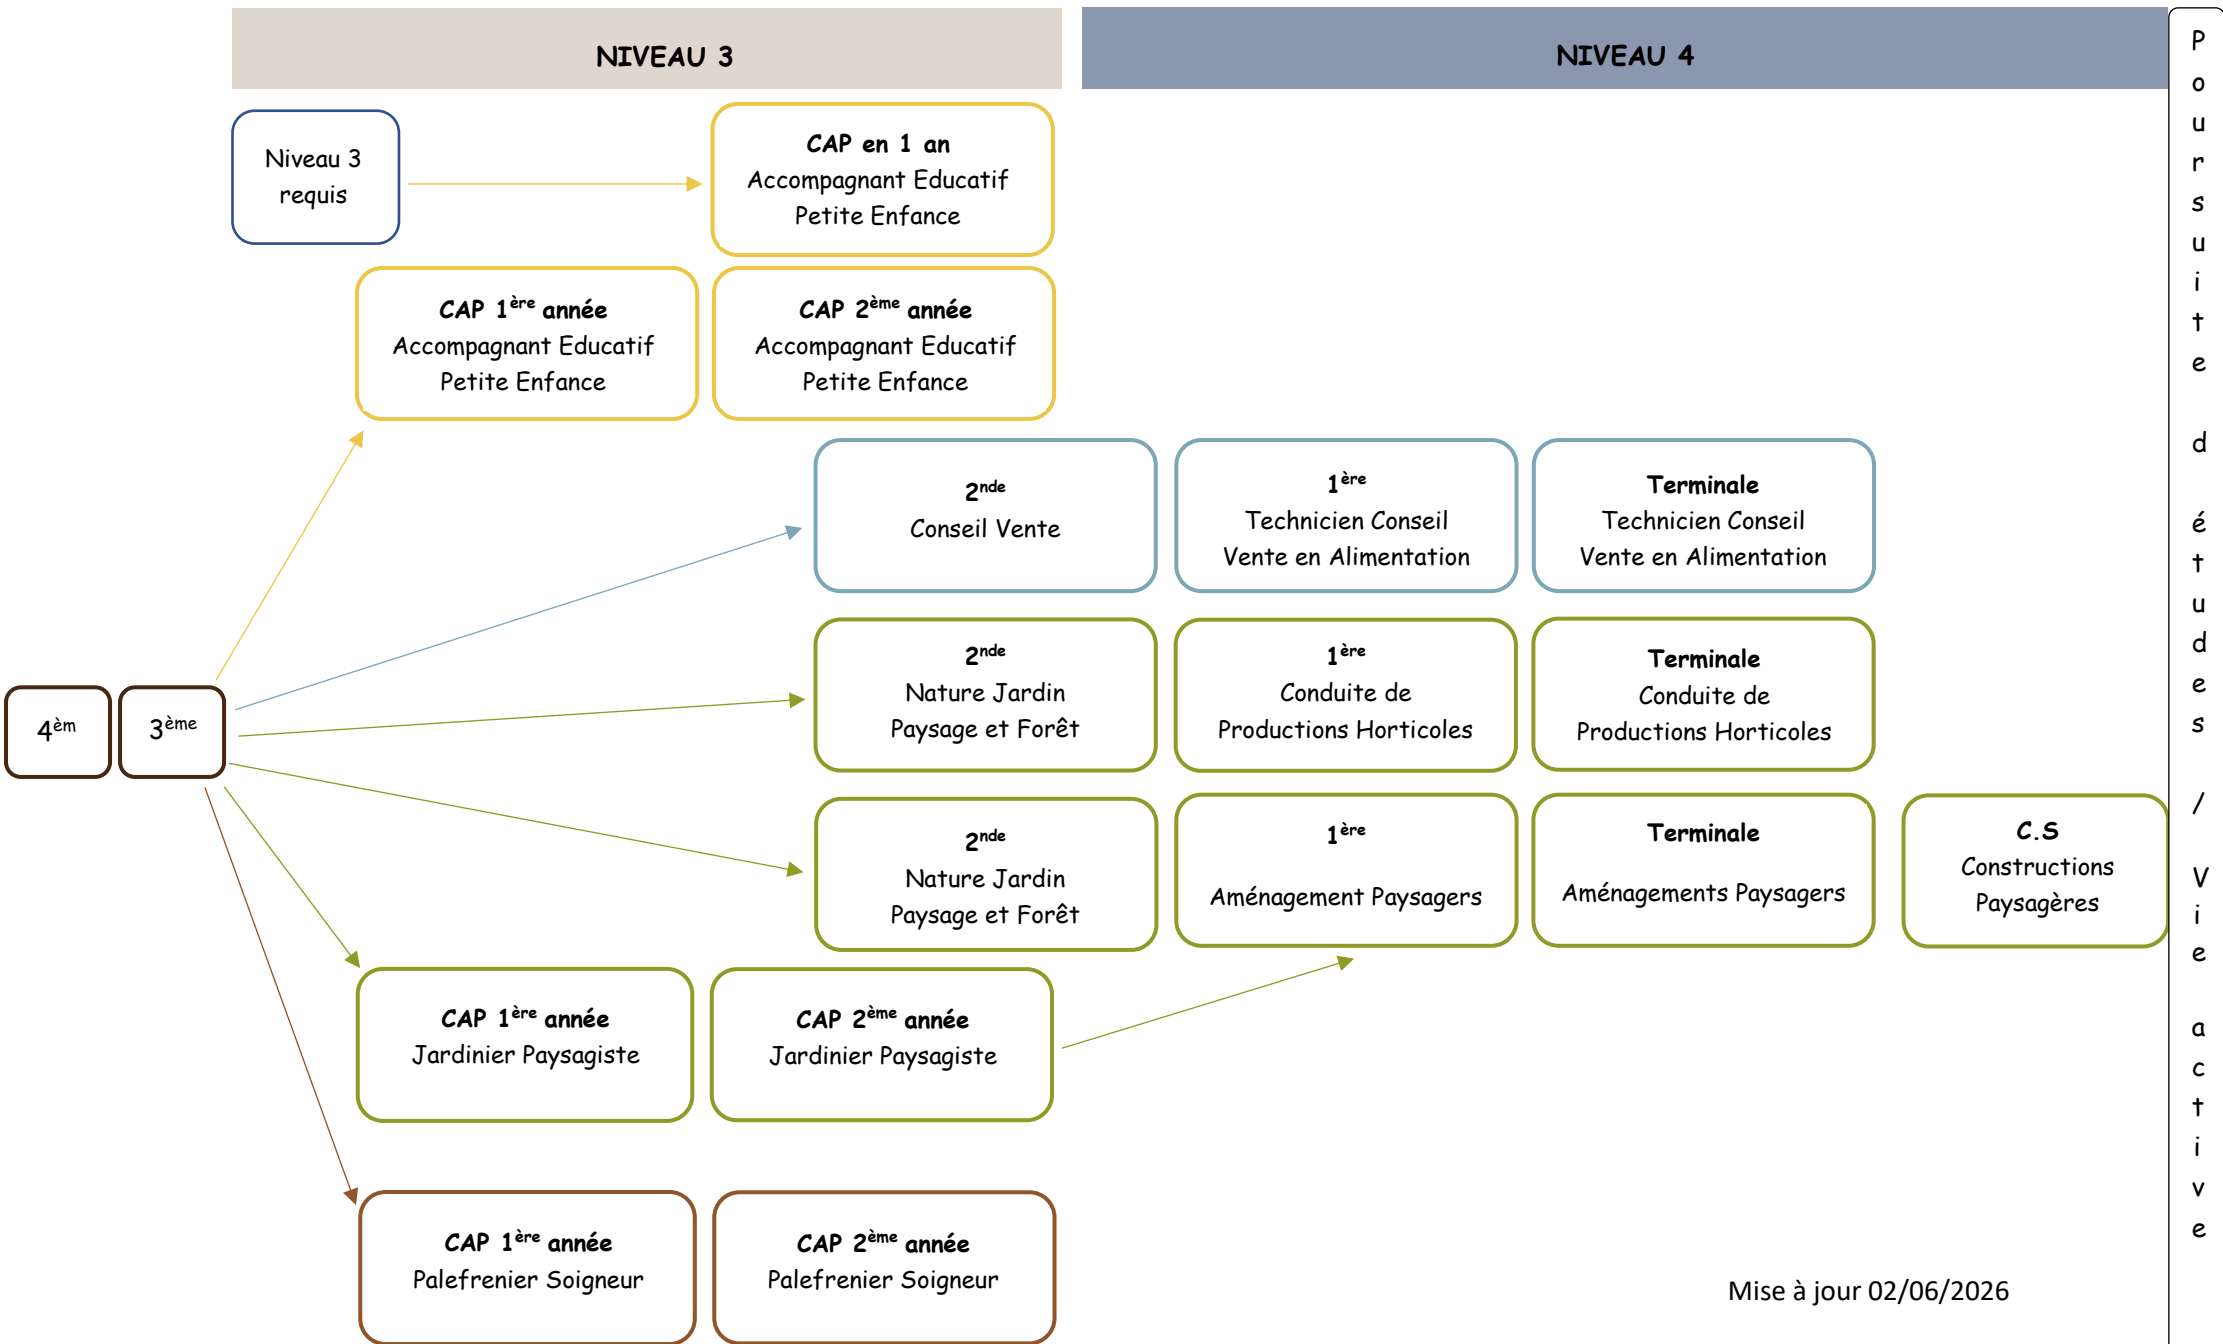 NIVEAU 3
NIVEAU 4
Niveau 3
requis
CAP en 1 an
Accompagnant Educatif
Petite Enfance
CAP 1ère année
Accompagnant Educatif
Petite Enfance
CAP 2ème année
Accompagnant Educatif
Petite Enfance
2nde
Conseil Vente
1ère
Technicien Conseil
Vente en Alimentation
Terminale
Technicien Conseil
Vente en Alimentation
4èm
3ème
2nde
Nature Jardin
Paysage et Forêt
1ère
Conduite de
Productions Horticoles
Terminale
Conduite de
Productions Horticoles
2nde
Nature Jardin
Paysage et Forêt
1ère
Aménagement Paysagers
Terminale
Aménagements Paysagers
C.S
Constructions
Paysagères
CAP 1ère année
Jardinier Paysagiste
CAP 2ème année
Jardinier Paysagiste
CAP 1ère année
Palefrenier Soigneur
CAP 2ème année
Palefrenier Soigneur
Mise à jour 02/06/2026
Poursuite d études / Vie active